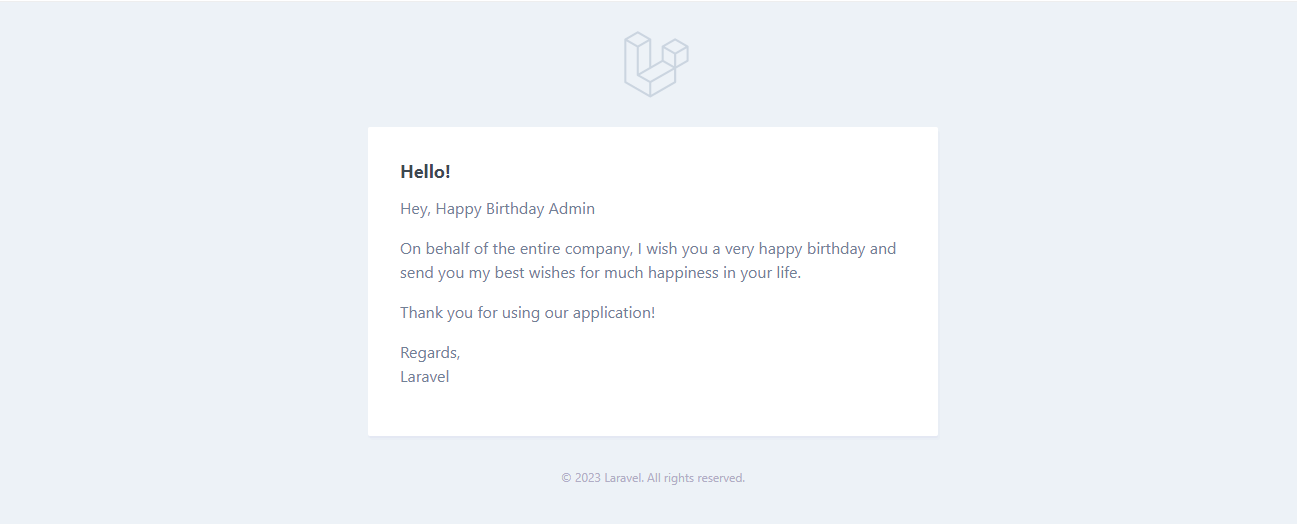 Hello!
Hey, Happy Birthday Admin
On behalf of the entire company, I wish you a very happy birthday and
send you my best wishes for much happiness in your life.
Thank you for using our application!
Regards,
Laravel
© 2023 Laravel. All rights reserved.